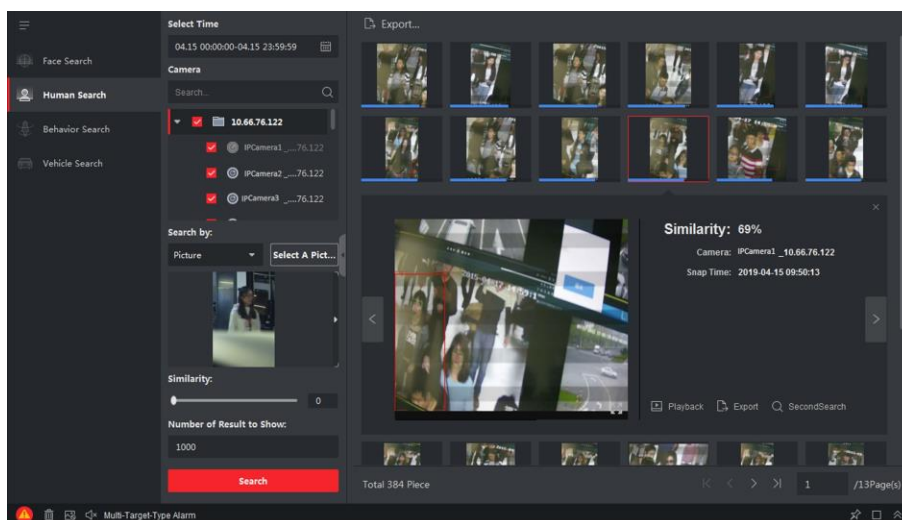 Face Search
Human Search
Behavior Search
Vehicle Search
Select Time
04.15 00:00:00-04.15 23:59:59
Camera
Search...
10.66.76.122
IPCamera1 _....76.122
IPCamera2 _....76.122
IPCamera3 _....76.122
Search by:
Picture
Select A Pict...
Similarity:
0
Number of Result to Show:
1000
Search
Export...
Similarity: 69%
Camera: IPCamera1 _10.66.76.122
Snap Time: 2019-04-15 09:50:13
Playback Export SecondSearch
Total 384 Piece
1 /13Page(s)
Multi-Target-Type Alarm